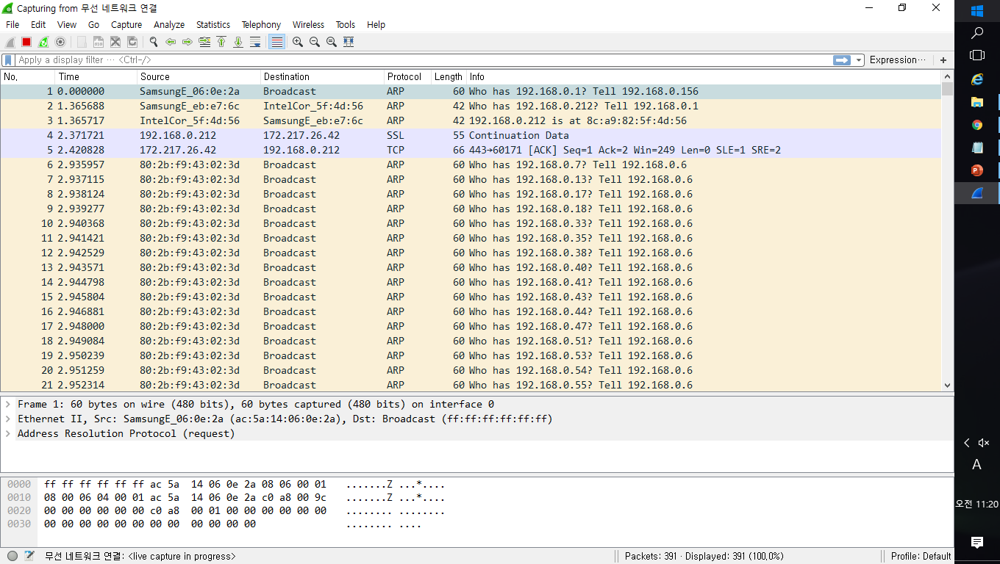 Capturing from 무선 네트워크 연결
File Edit View Go Capture Analyze Statistics Telephony Wireless Tools Help
Apply a display filter ··· <Ctrl-/> Expression··· +
No. Time Source Destination Protocol Length Info
1 0.000000 SamsungE_06:0e:2a Broadcast ARP 60 Who has 192.168.0.1? Tell 192.168.0.156
2 1.365688 SamsungE_eb:e7:6c IntelCor_5f:4d:56 ARP 42 Who has 192.168.0.212? Tell 192.168.0.1
3 1.365717 IntelCor_5f:4d:56 SamsungE_eb:e7:6c ARP 42 192.168.0.212 is at 8c:a9:82:5f:4d:56
4 2.371721 192.168.0.212 172.217.26.42 SSL 55 Continuation Data
5 2.420828 172.217.26.42 192.168.0.212 TCP 66 443→60171 [ACK] Seq=1 Ack=2 Win=249 Len=0 SLE=1 SRE=2
6 2.935957 80:2b:f9:43:02:3d Broadcast ARP 60 Who has 192.168.0.7? Tell 192.168.0.6
7 2.937115 80:2b:f9:43:02:3d Broadcast ARP 60 Who has 192.168.0.13? Tell 192.168.0.6
8 2.938124 80:2b:f9:43:02:3d Broadcast ARP 60 Who has 192.168.0.17? Tell 192.168.0.6
9 2.939277 80:2b:f9:43:02:3d Broadcast ARP 60 Who has 192.168.0.18? Tell 192.168.0.6
10 2.940368 80:2b:f9:43:02:3d Broadcast ARP 60 Who has 192.168.0.33? Tell 192.168.0.6
11 2.941421 80:2b:f9:43:02:3d Broadcast ARP 60 Who has 192.168.0.35? Tell 192.168.0.6
12 2.942529 80:2b:f9:43:02:3d Broadcast ARP 60 Who has 192.168.0.38? Tell 192.168.0.6
13 2.943571 80:2b:f9:43:02:3d Broadcast ARP 60 Who has 192.168.0.40? Tell 192.168.0.6
14 2.944798 80:2b:f9:43:02:3d Broadcast ARP 60 Who has 192.168.0.41? Tell 192.168.0.6
15 2.945804 80:2b:f9:43:02:3d Broadcast ARP 60 Who has 192.168.0.43? Tell 192.168.0.6
16 2.946881 80:2b:f9:43:02:3d Broadcast ARP 60 Who has 192.168.0.44? Tell 192.168.0.6
17 2.948000 80:2b:f9:43:02:3d Broadcast ARP 60 Who has 192.168.0.47? Tell 192.168.0.6
18 2.949084 80:2b:f9:43:02:3d Broadcast ARP 60 Who has 192.168.0.51? Tell 192.168.0.6
19 2.950239 80:2b:f9:43:02:3d Broadcast ARP 60 Who has 192.168.0.53? Tell 192.168.0.6
20 2.951259 80:2b:f9:43:02:3d Broadcast ARP 60 Who has 192.168.0.54? Tell 192.168.0.6
21 2.952314 80:2b:f9:43:02:3d Broadcast ARP 60 Who has 192.168.0.55? Tell 192.168.0.6
Frame 1: 60 bytes on wire (480 bits), 60 bytes captured (480 bits) on interface 0
Ethernet II, Src: SamsungE_06:0e:2a (ac:5a:14:06:0e:2a), Dst: Broadcast (ff:ff:ff:ff:ff:ff)
Address Resolution Protocol (request)
0000 ff ff ff ff ff ff ac 5a 14 06 0e 2a 08 06 00 01 .......Z ...*....
0010 08 00 06 04 00 01 ac 5a 14 06 0e 2a c0 a8 00 9c .......Z ...*....
0020 00 00 00 00 00 00 c0 a8 00 01 00 00 00 00 00 00 ........ ........
0030 00 00 00 00 00 00 00 00 00 00 00 00 ........ ....
무선 네트워크 연결: <live capture in progress> Packets: 391 · Displayed: 391 (100,0%) Profile: Default
A
오전 11:20